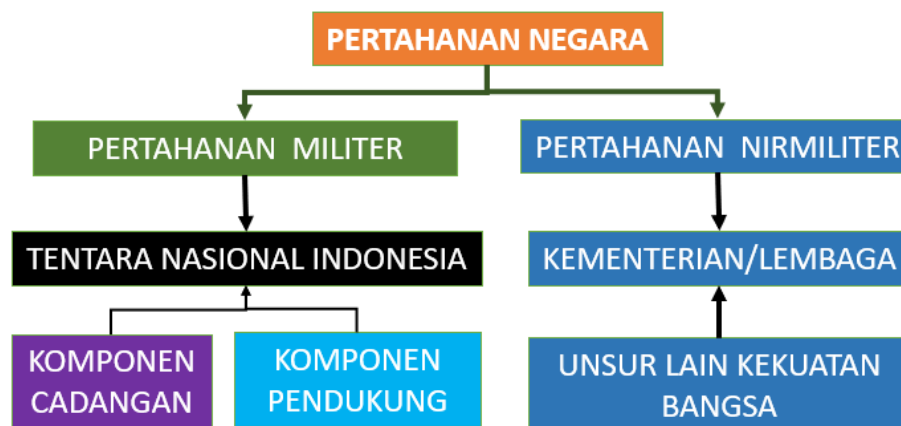 PERTAHANAN NEGARA
PERTAHANAN MILITER
PERTAHANAN NIRMILITER
TENTARA NASIONAL INDONESIA
KEMENTERIAN/LEMBAGA
KOMPONEN
CADANGAN
KOMPONEN
PENDUKUNG
UNSUR LAIN KEKUATAN
BANGSA